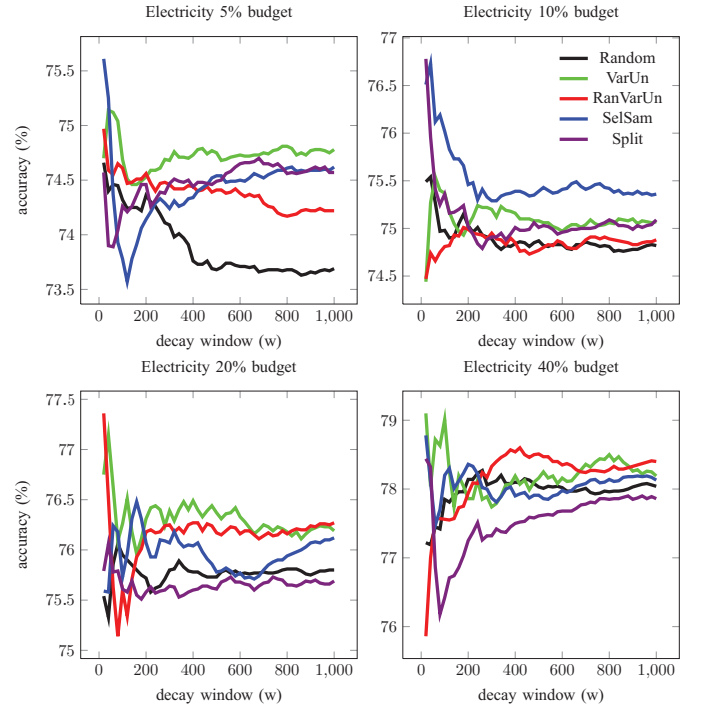 Electricity 5% budget
75.5
75
74.5
74
73.5
accuracy (%)
0 200 400 600 800 1,000
decay window (w)
Electricity 10% budget
77
76.5
76
75.5
75
74.5
Random
VarUn
RanVarUn
SelSam
Split
0 200 400 600 800 1,000
decay window (w)
Electricity 20% budget
77.5
77
76.5
76
75.5
75
accuracy (%)
0 200 400 600 800 1,000
decay window (w)
Electricity 40% budget
79
78
77
76
0 200 400 600 800 1,000
decay window (w)